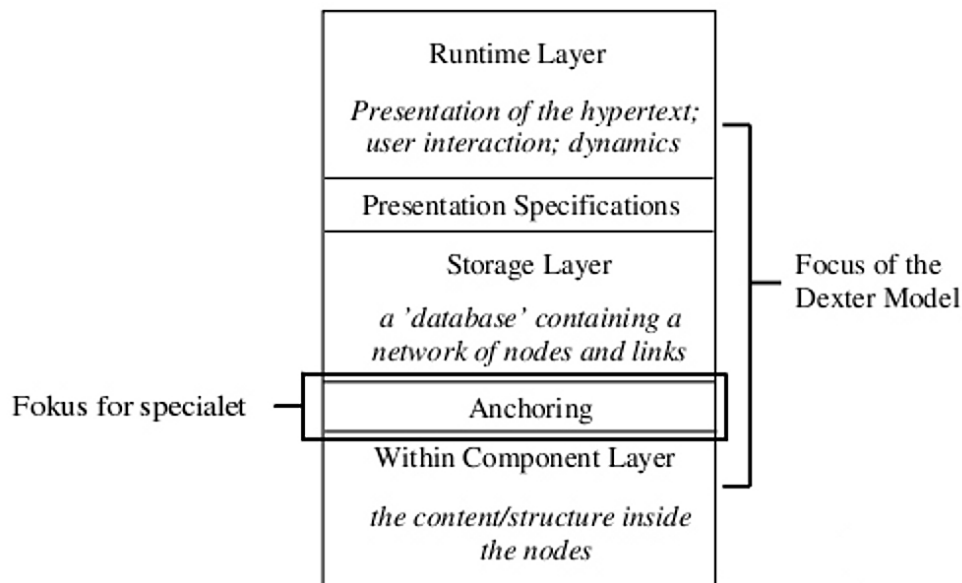 Runtime Layer
Presentation of the hypertext;
user interaction; dynamics
Presentation Specifications
Storage Layer
a 'database' containing a
network of nodes and links
Focus of the
Dexter Model
Fokus for specialet
Anchoring
Within Component Layer
the content/structure inside
the nodes